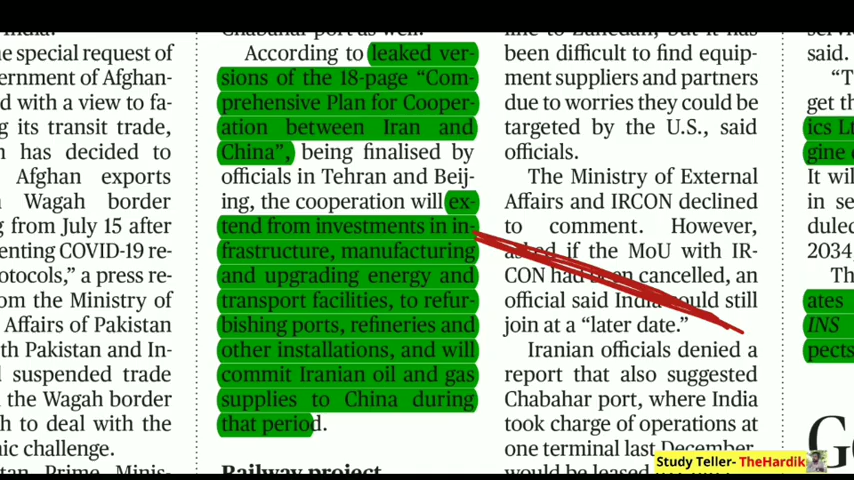 he special request of
ernment of Afghan-
d with a view to fa-
g its transit trade,
has decided to
Afghan exports
Wagah border
g from July 15 after
enting COVID-19 re-
otocols,” a press re-
om the Ministry of
Affairs of Pakistan
th Pakistan and In-
suspended trade
the Wagah border
h to deal with the
ic challenge.
tan Prime Minis-
Chabahar port as well.
According to leaked ver-
sions of the 18-page “Com-
prehensive Plan for Cooper-
ation between Iran and
China”, being finalised by
officials in Tehran and Beij-
ing, the cooperation will ex-
tend from investments in in-
frastructure, manufacturing
and upgrading energy and
transport facilities, to refur-
bishing ports, refineries and
other installations, and will
commit Iranian oil and gas
supplies to China during
that period.
Railway project
line to Zahedan, but it has
been difficult to find equip-
ment suppliers and partners
due to worries they could be
targeted by the U.S., said
officials.
The Ministry of External
Affairs and IRCON declined
to comment. However,
asked if the MoU with IR-
CON had been cancelled, an
official said India could still
join at a “later date.”
Iranian officials denied a
report that also suggested
Chabahar port, where India
took charge of operations at
one terminal last December,
would be leased
said.
“T
get th
ics Lt
gine
It wil
in se
duled
2034,
Th
ates
INS
pects
G
Study Teller- TheHardik